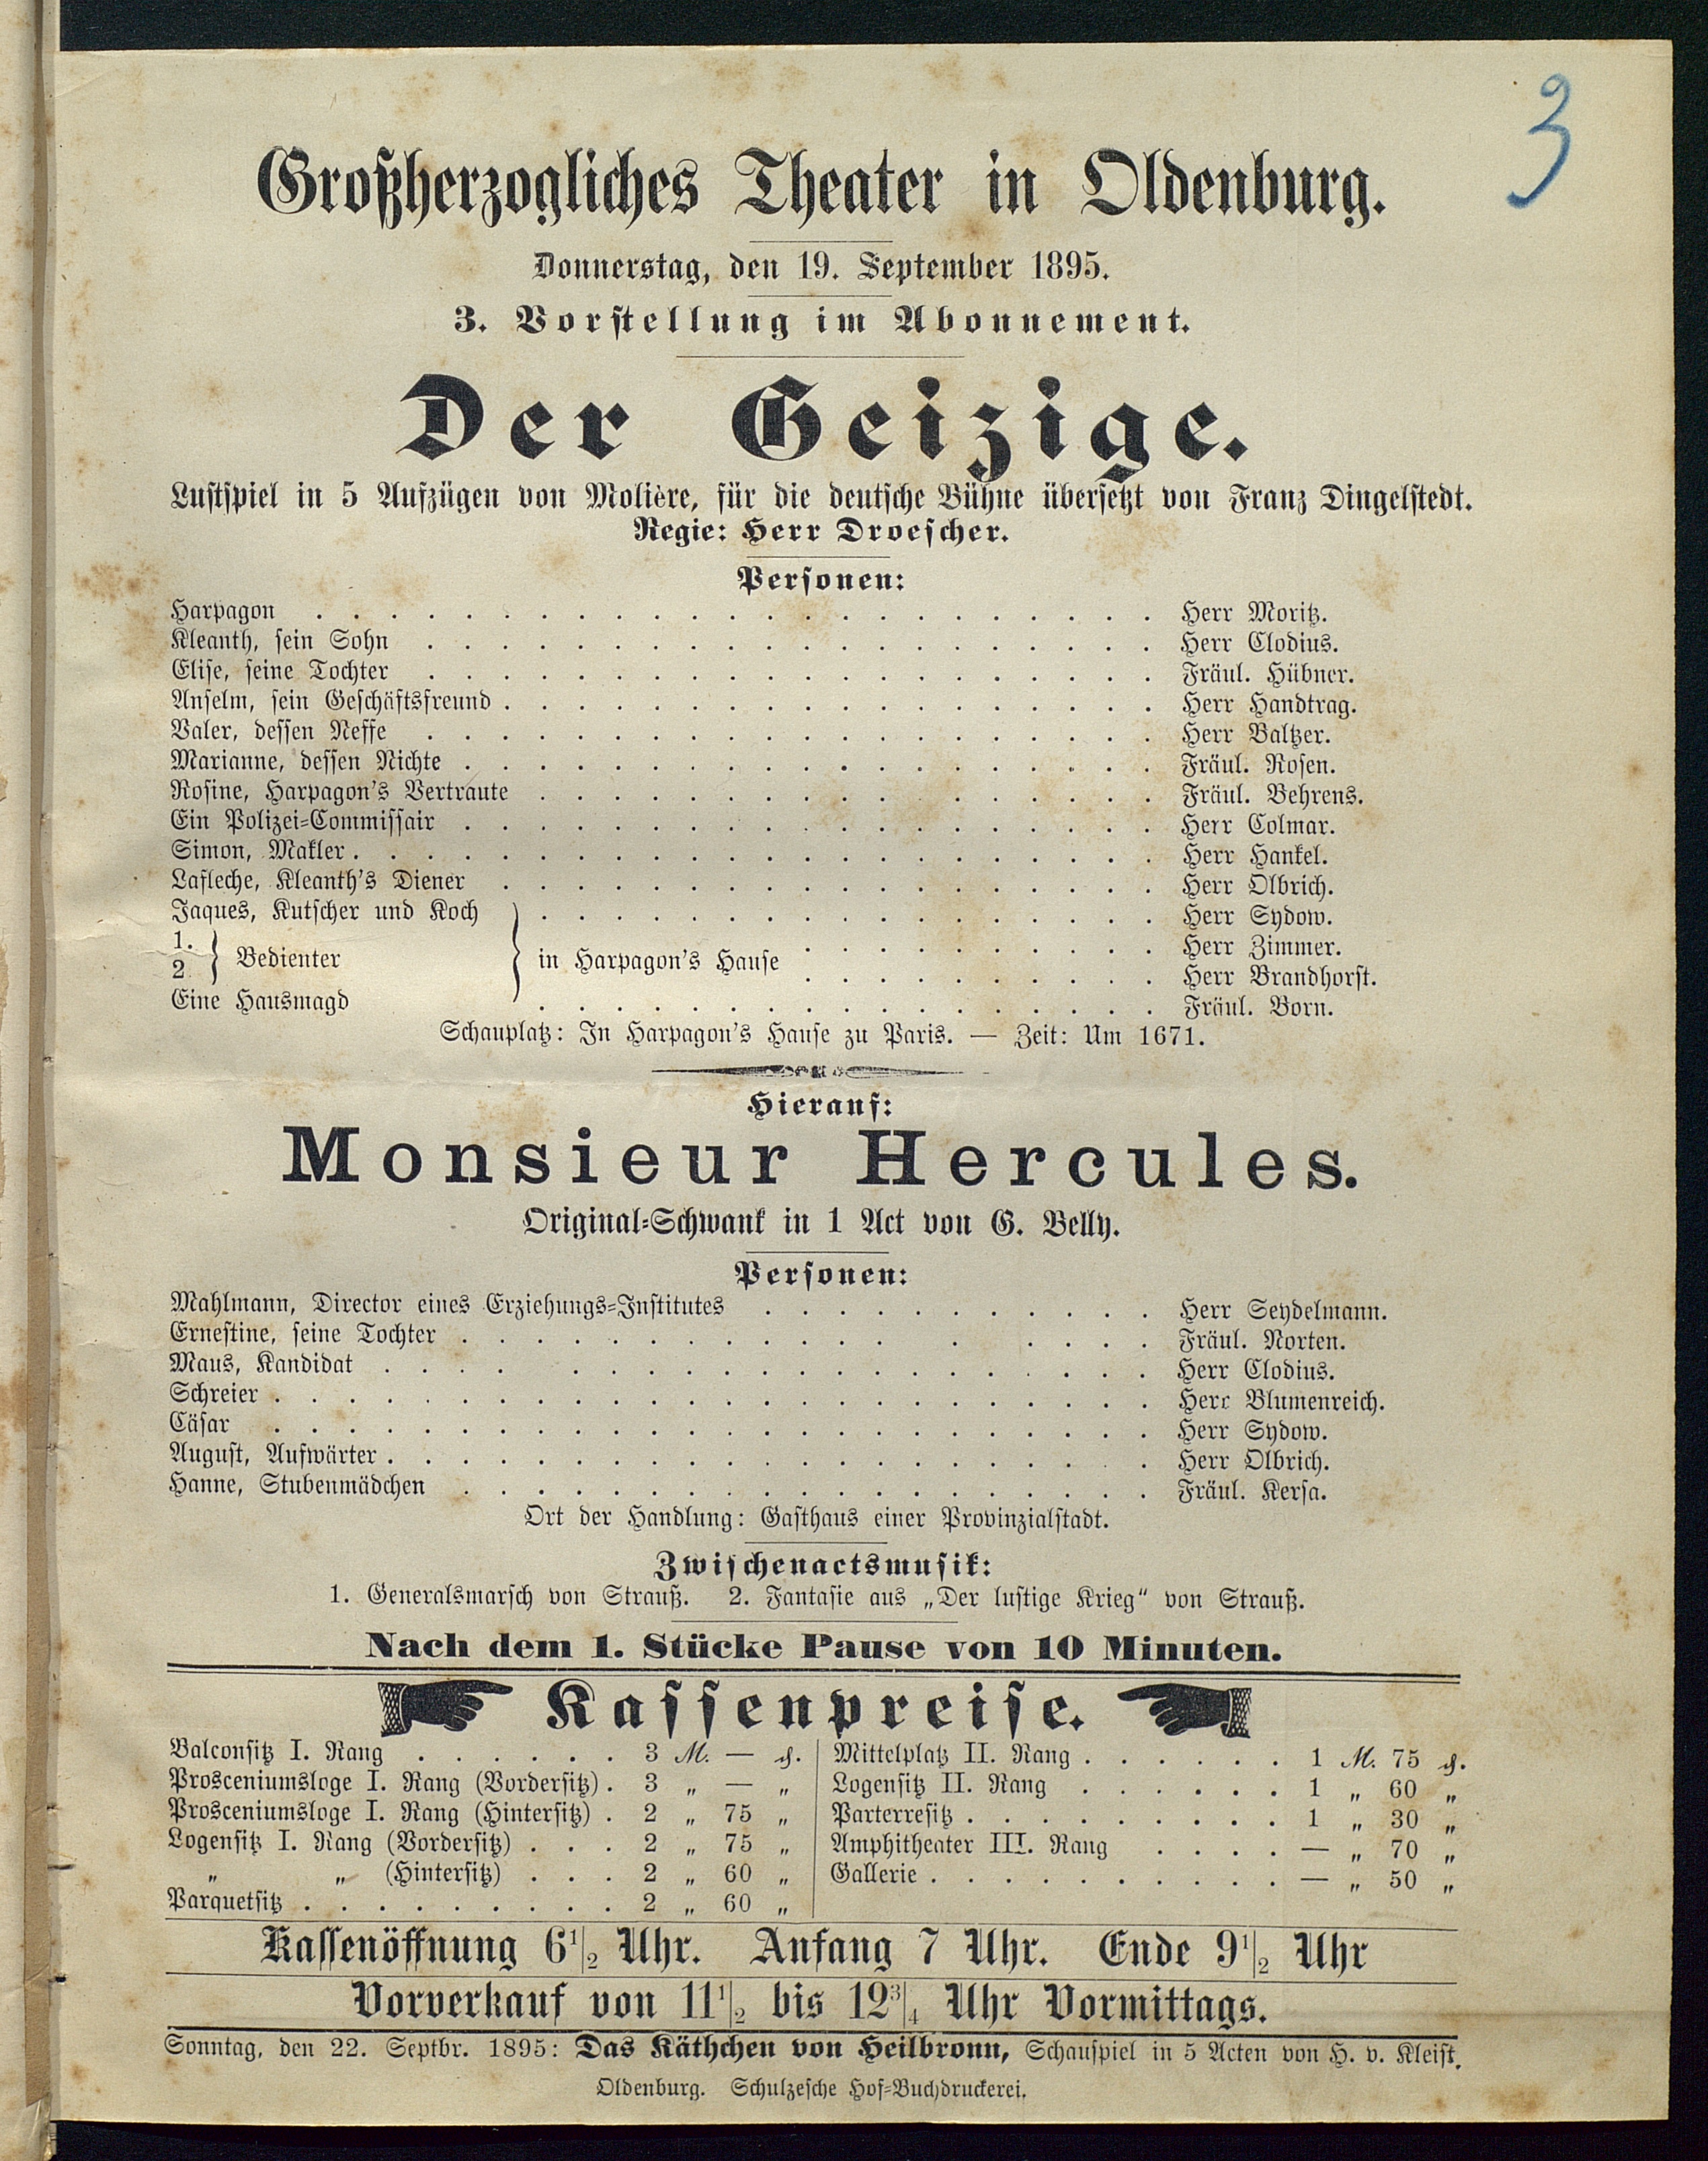 3
Großherzogliches Theater in Oldenburg.
Donnerstag, den 19. September 1895.
3. Vorstellung im Abonnement.
Der Geizige.
Lustspiel in 5 Aufzügen von Molière, für die deutsche Bühne übersetzt von Franz Dingelstedt.
Regie: Herr Droescher.
Personen:
Harpagon . . . . . Herr Moritz.
Kleanth, sein Sohn . . . . . Herr Clodius.
Elise, seine Tochter . . . . . Fräul. Hübner.
Anselm, sein Geschäftsfreund . . . . . Herr Handtrag.
Valer, dessen Neffe . . . . . Herr Baltzer.
Marianne, dessen Nichte . . . . . Fräul. Rosen.
Rosine, Harpagon's Vertraute . . . . . Fräul. Behrens.
Ein Polizei-Commissair . . . . . Herr Colmar.
Simon, Makler . . . . . Herr Hankel.
Lafleche, Kleanth's Diener . . . . . Herr Olbrich.
Jaques, Kutscher und Koch . . . . . Herr Sydow.
1. . . . . . Herr Zimmer.
Bedienter in Harpagon's Hause
2. . . . . . Herr Brandhorst.
Eine Hausmagd . . . . . Fräul. Born.
Schauplatz: In Harpagon's Hause zu Paris. — Zeit: Um 1671.
Hierauf:
Monsieur Hercules.
Original-Schwank in 1 Act von G. Belly.
Personen:
Mahlmann, Director eines Erziehungs-Institutes . . . . . Herr Seydelmann.
Ernestine, seine Tochter . . . . . Fräul. Norten.
Maus, Kandidat . . . . . Herr Clodius.
Schreier . . . . . Herr Blumenreich.
Cäsar . . . . . Herr Sydow.
August, Aufwärter . . . . . Herr Olbrich.
Hanne, Stubenmädchen . . . . . Fräul. Kersa.
Ort der Handlung: Gasthaus einer Provinzialstadt.
Zwischenactsmusik:
1. Generalsmarsch von Strauß. 2. Fantasie aus „Der lustige Krieg“ von Strauß.
Nach dem 1. Stücke Pause von 10 Minuten.
Kassenpreise.
Balconsitz I. Rang . . . . . 3 M. — ₰.
Prosceniumsloge I. Rang (Vordersitz) . 3 „ — „
Prosceniumsloge I. Rang (Hintersitz) . 2 „ 75 „
Logensitz I. Rang (Vordersitz) . . . 2 „ 75 „
„ „ (Hintersitz) . . . 2 „ 60 „
Parquetsitz . . . . . 2 „ 60 „
Mittelplatz II. Rang . . . . . 1 M. 75 ₰.
Logensitz II. Rang . . . . . 1 „ 60 „
Parterresitz . . . . . 1 „ 30 „
Amphitheater III. Rang . . . . — „ 70 „
Gallerie . . . . . — „ 50 „
Kassenöffnung 6½ Uhr. Anfang 7 Uhr. Ende 9½ Uhr
Vorverkauf von 11½ bis 12¾ Uhr Vormittags.
Sonntag, den 22. Septbr. 1895: Das Käthchen von Heilbronn, Schauspiel in 5 Acten von H. v. Kleist.
Oldenburg. Schulzesche Hof-Buchdruckerei.